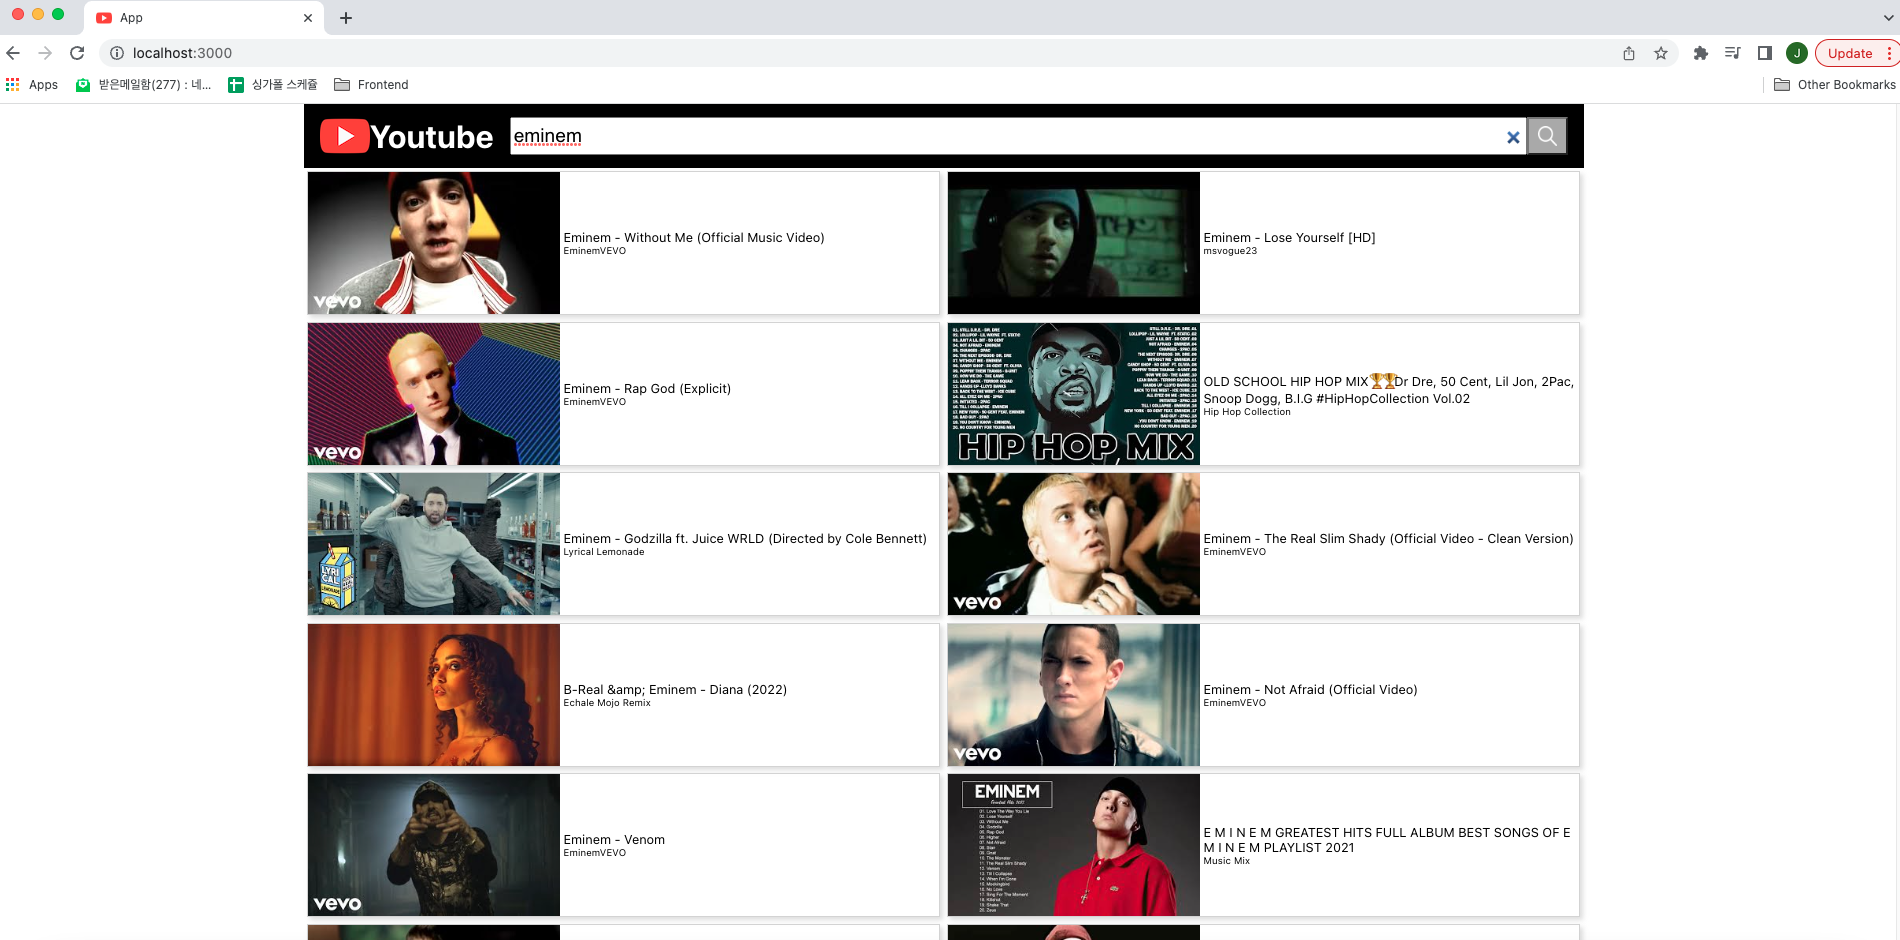 App
localhost:3000
Update
J
Apps
받은메일함(277) : 네...
싱가폴 스케쥴
Frontend
Other Bookmarks
Youtube
eminem
vevo
Eminem - Without Me (Official Music Video)
EminemVEVO
Eminem - Lose Yourself [HD]
msvogue23
vevo
Eminem - Rap God (Explicit)
EminemVEVO
HIP HOP MIX
OLD SCHOOL HIP HOP MIX🏆🏆Dr Dre, 50 Cent, Lil Jon, 2Pac,
Snoop Dogg, B.I.G #HipHopCollection Vol.02
Hip Hop Collection
LYRI
CAL
LEMONADE
Eminem - Godzilla ft. Juice WRLD (Directed by Cole Bennett)
Lyrical Lemonade
vevo
Eminem - The Real Slim Shady (Official Video - Clean Version)
EminemVEVO
B-Real &amp; Eminem - Diana (2022)
Echale Mojo Remix
vevo
Eminem - Not Afraid (Official Video)
EminemVEVO
vevo
Eminem - Venom
EminemVEVO
EMINEM
E M I N E M GREATEST HITS FULL ALBUM BEST SONGS OF E
M I N E M PLAYLIST 2021
Music Mix